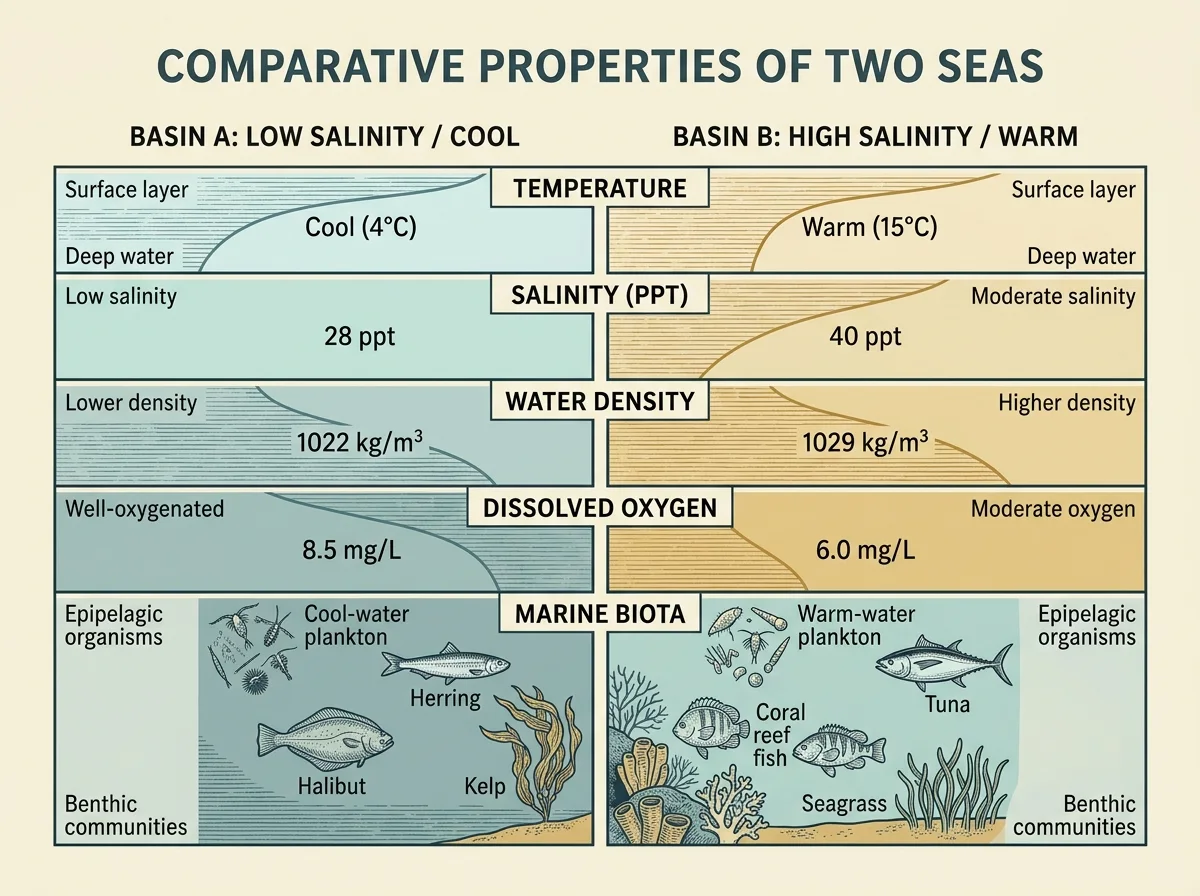 COMPARATIVE PROPERTIES OF TWO SEAS
BASIN A: LOW SALINITY / COOL
BASIN B: HIGH SALINITY / WARM
TEMPERATURE
Surface layer
Cool (4°C)
Deep water
Surface layer
Warm (15°C)
Deep water
SALINITY (PPT)
Low salinity
28 ppt
Moderate salinity
40 ppt
WATER DENSITY
Lower density
1022 kg/m³
Higher density
1029 kg/m³
DISSOLVED OXYGEN
Well-oxygenated
8.5 mg/L
Moderate oxygen
6.0 mg/L
MARINE BIOTA
Epipelagic
organisms
Cool-water
plankton
Herring
Halibut
Kelp
Benthic
communities
Warm-water
plankton
Epipelagic
organisms
Tuna
Coral
reef
fish
Seagrass
Benthic
communities